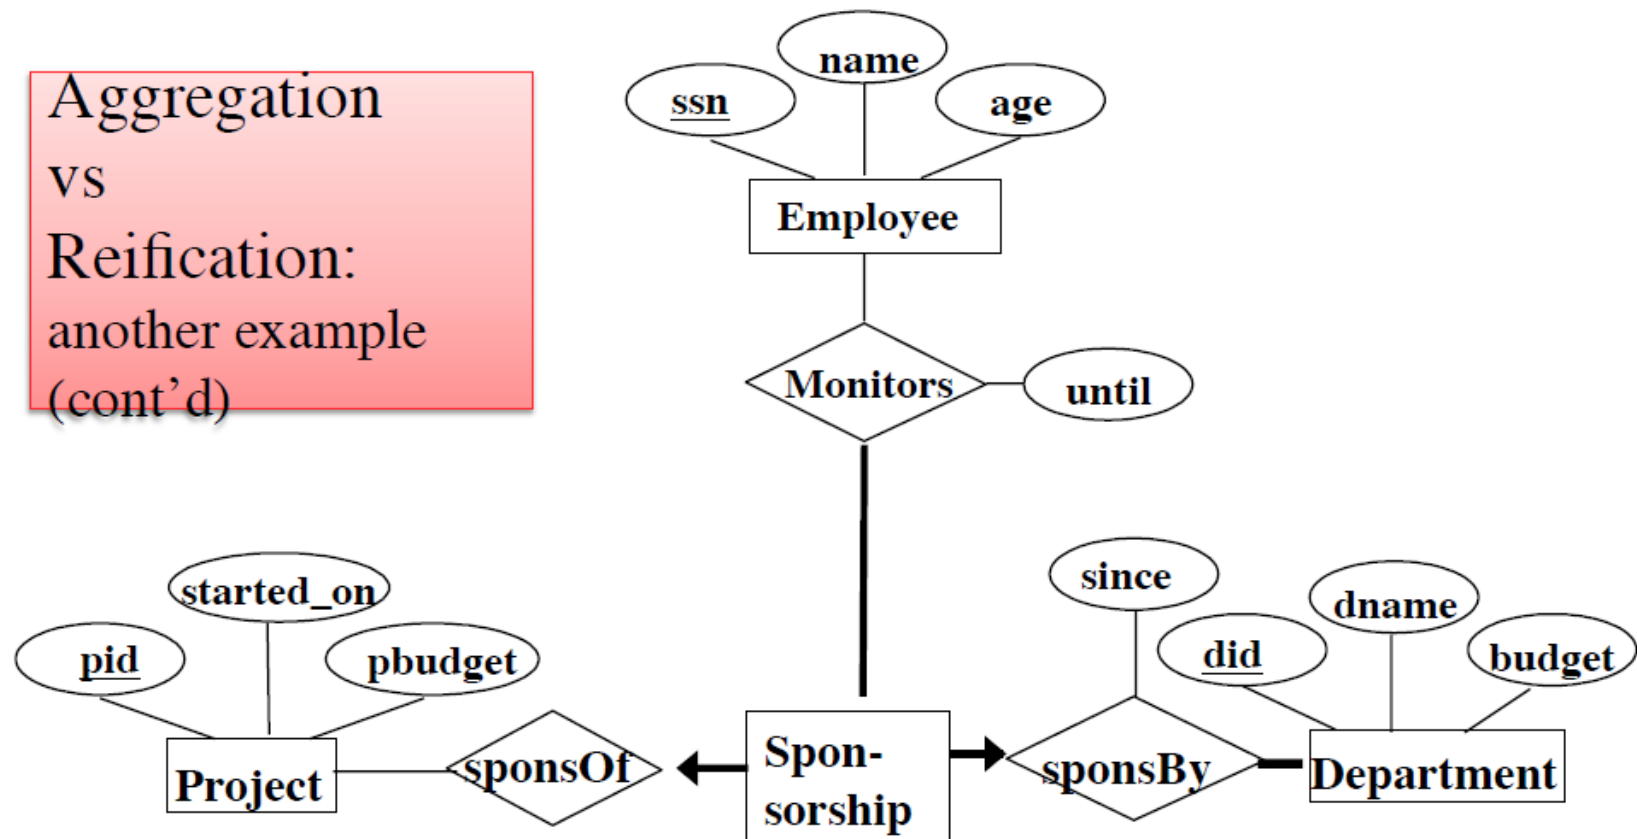 Aggregation
vs
Reification:
another example
(cont’d)
name
ssn
age
Employee
Monitors
until
since
started_on
dname
pid
pbudget
did
budget
Project
sponsOf
Spon-
sorship
sponsBy
Department